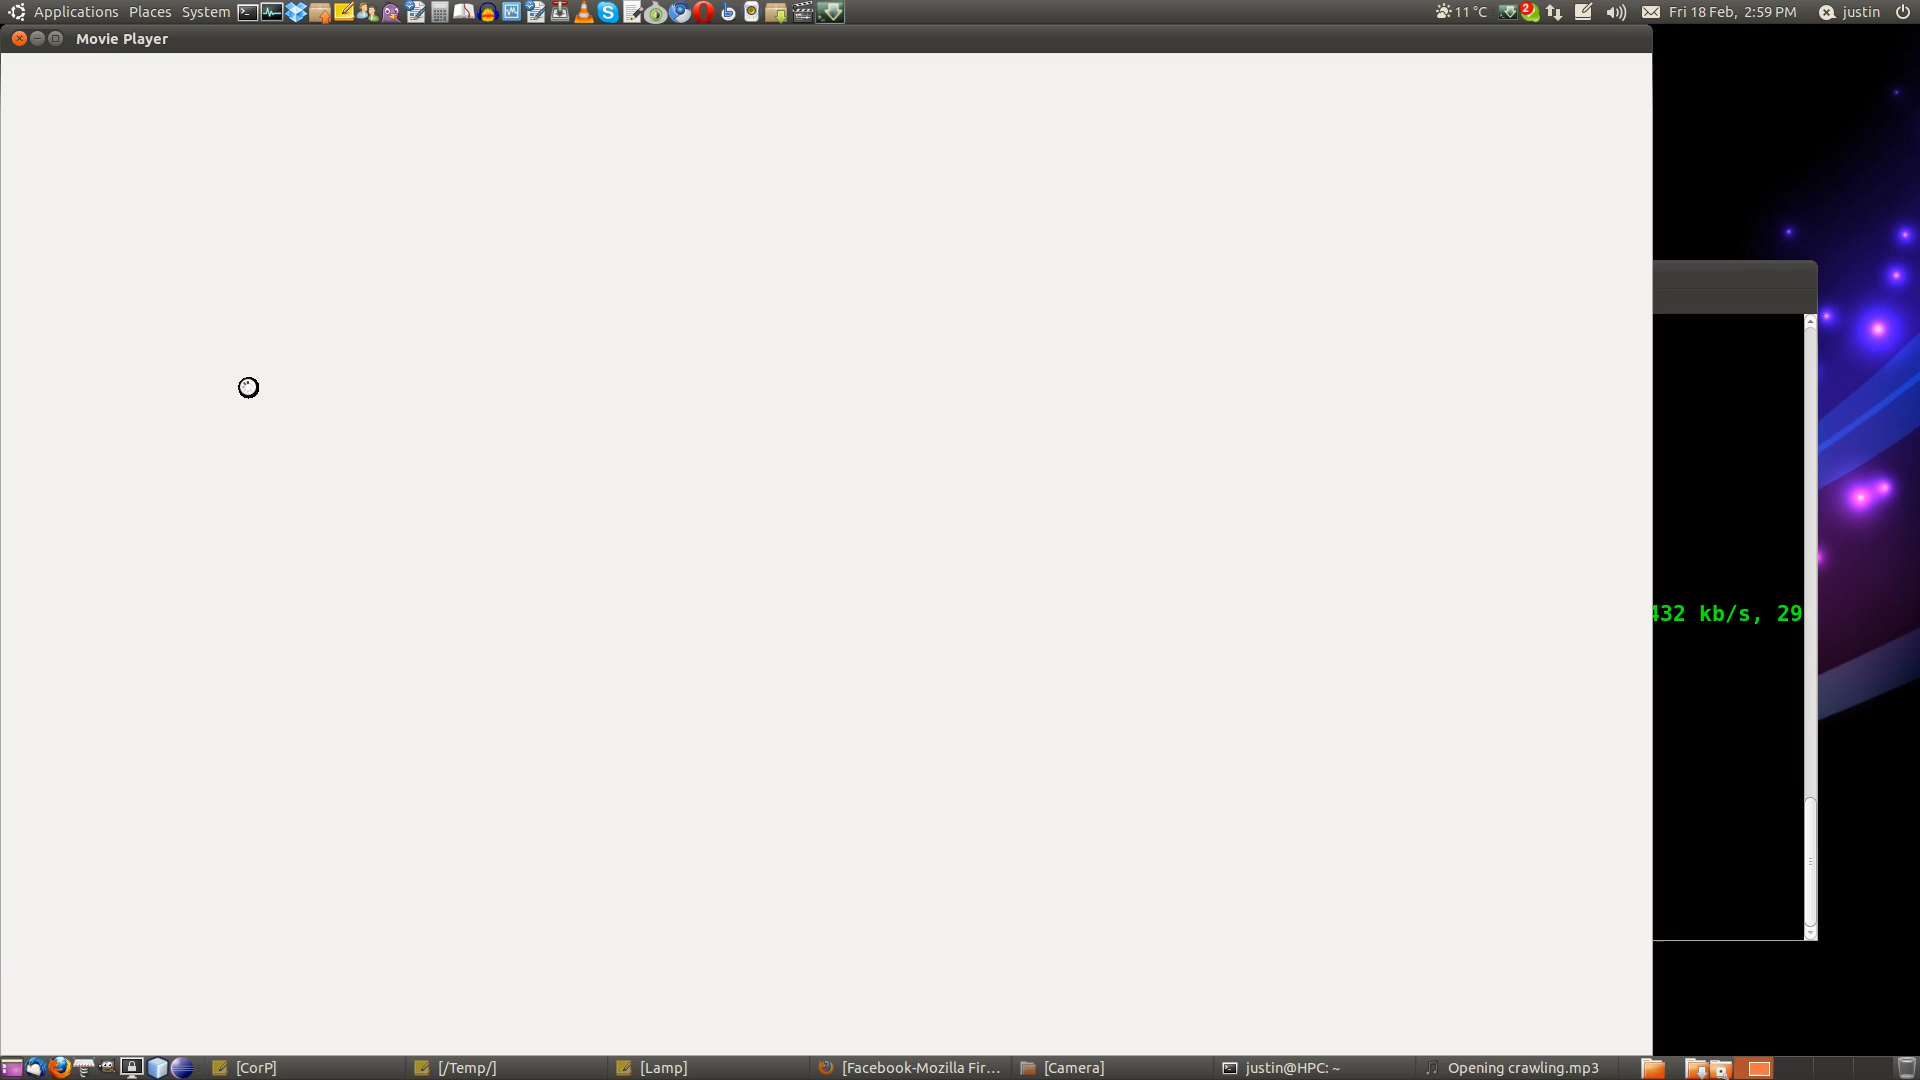 Applications Places System 11 °C 2 Fri 18 Feb, 2:59 PM justin
Movie Player
432 kb/s, 29
[CorP] [/Temp/] [Lamp] [Facebook-Mozilla Fir... [Camera] justin@HPC: ~ Opening crawling.mp3